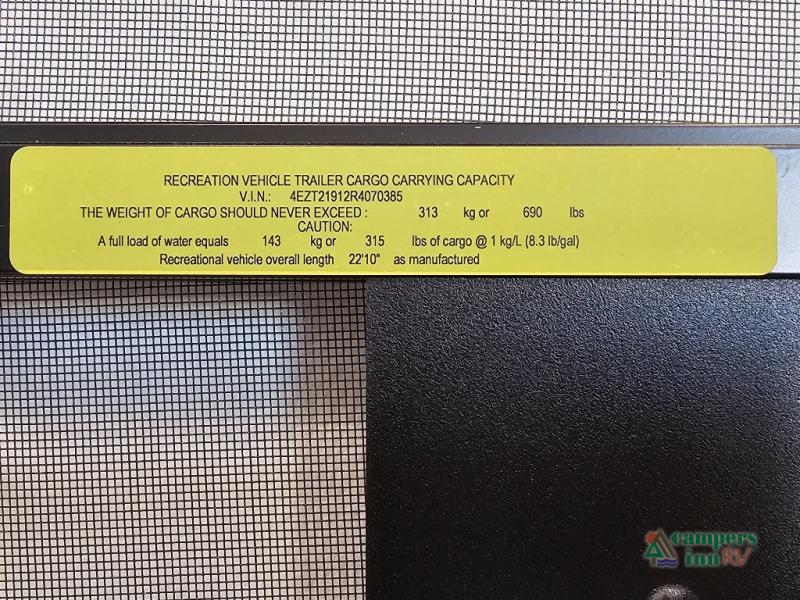 RECREATION VEHICLE TRAILER CARGO CARRYING CAPACITY
V.I.N.: 4EZT21912R4070385
THE WEIGHT OF CARGO SHOULD NEVER EXCEED : 313 kg or 690 lbs
CAUTION:
A full load of water equals 143 kg or 315 lbs of cargo @ 1 kg/L (8.3 lb/gal)
Recreational vehicle overall length 22'10" as manufactured
campers
inn RV